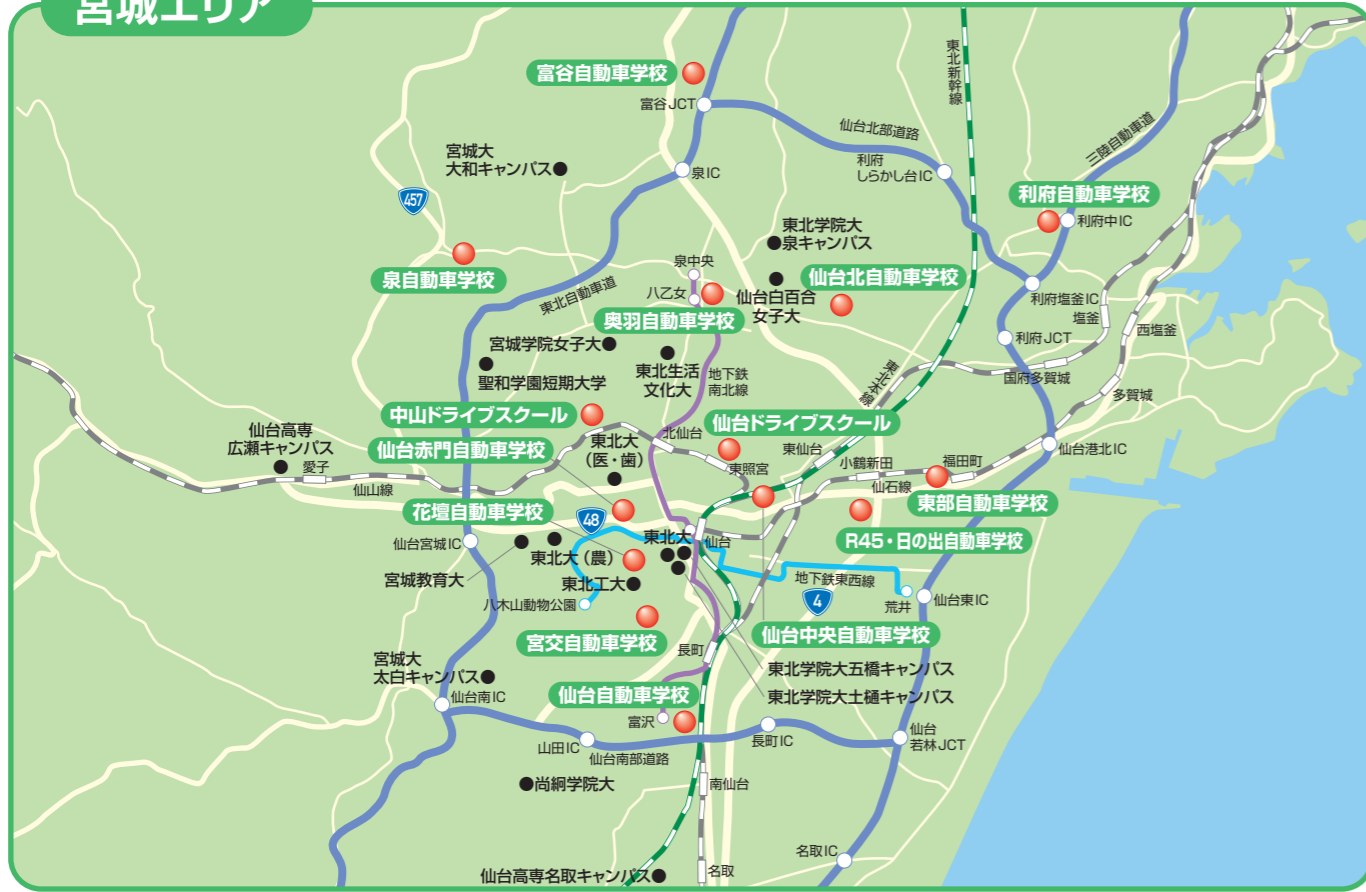 宮城エリア
富谷自動車学校
富谷JCT
東北新幹線
仙台北部道路
三陸自動車道
宮城大
大和キャンパス
泉IC
利府
しらかし台IC
457
利府自動車学校
利府中IC
東北学院大
泉キャンパス
泉自動車学校
東北自動車道
泉中央
八乙女
仙台白百合
女子大
仙台北自動車学校
利府塩釜IC
塩釜
西塩釜
奥羽自動車学校
利府JCT
宮城学院女子大
聖和学園短期大学
東北生活
文化大
地下鉄
南北線
東北本線
国府多賀城
多賀城
中山ドライブスクール
仙台ドライブスクール
仙台高専
広瀬キャンパス
愛子
仙山線
仙台赤門自動車学校
東北大
(医・歯)
北仙台
東照宮
東仙台
小鶴新田
福田町
仙石線
仙台港北IC
東部自動車学校
花壇自動車学校
48
R45・日の出自動車学校
仙台宮城IC
宮城教育大
東北大(農)
東北大
仙台
東北工大
八木山動物公園
地下鉄東西線
4
荒井
仙台東IC
宮交自動車学校
仙台中央自動車学校
長町
東北学院大五橋キャンパス
東北学院大土樋キャンパス
宮城大
太白キャンパス
仙台南IC
仙台自動車学校
富沢
山田IC
仙台南部道路
長町IC
仙台
若林JCT
尚絅学院大
南仙台
名取IC
仙台高専名取キャンパス
名取